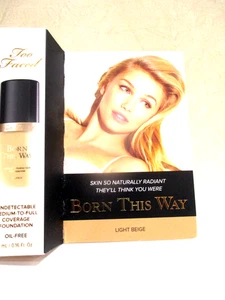 Too
Faced
BORN
THIS WAY
UNDETECTABLE
MEDIUM-TO-FULL
COVERAGE
FOUNDATION
OIL-FREE
SKIN SO NATURALLY RADIANT
THEY'LL THINK YOU WERE
BORN THIS WAY
LIGHT BEIGE